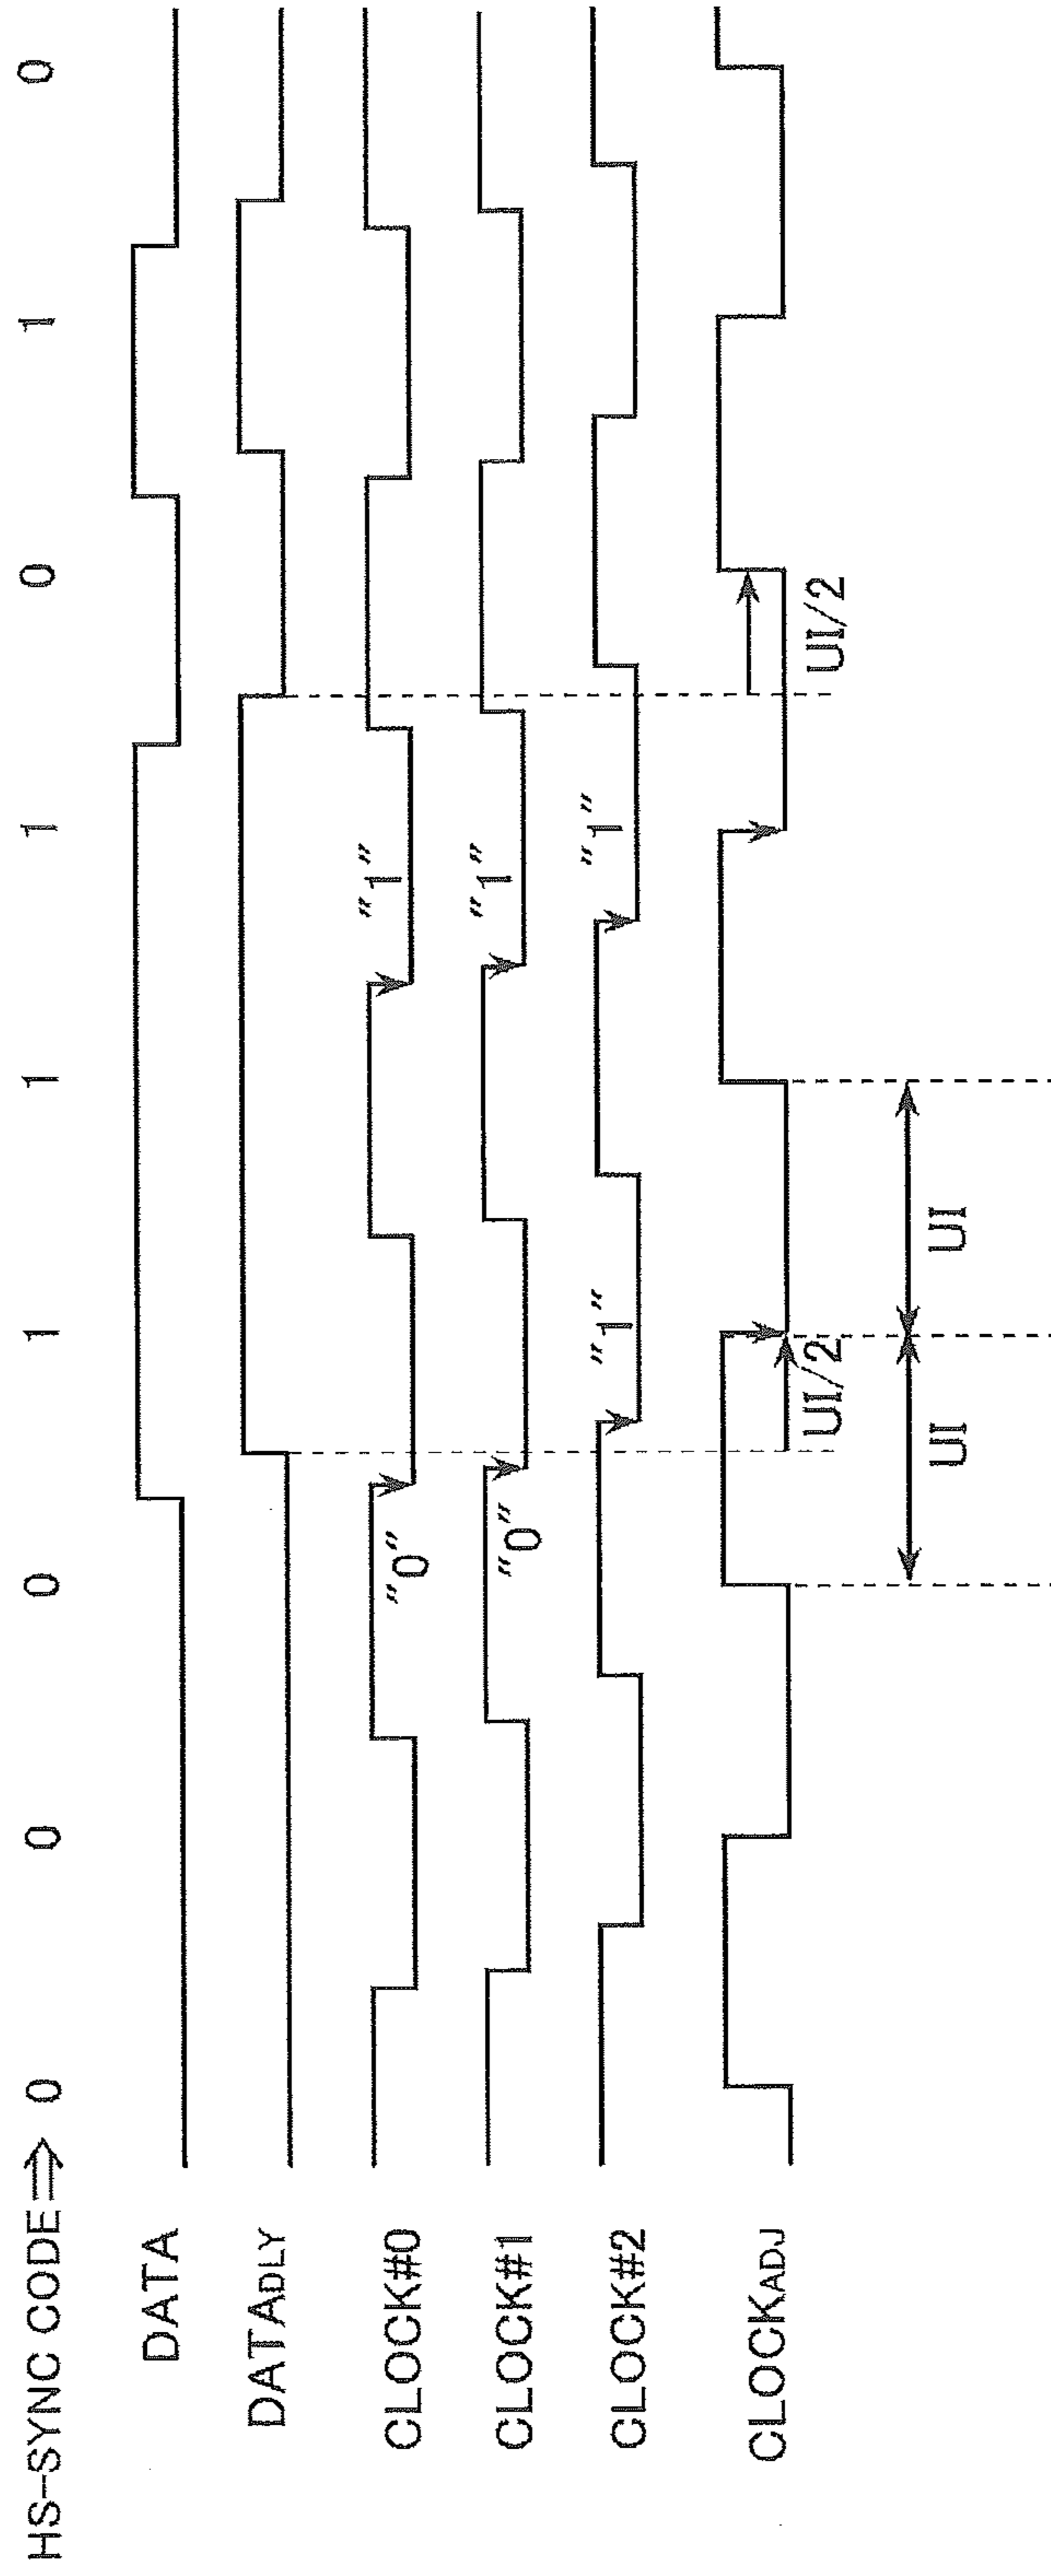 HS-SYNC CODE⇒ 0 0 0 1 1 1 0 1 0
DATA
DATADLY
CLOCK#0 "0" "1"
CLOCK#1 "0" "1"
CLOCK#2 "1" "1"
CLOCKADJ
UI/2 UI/2
UI UI